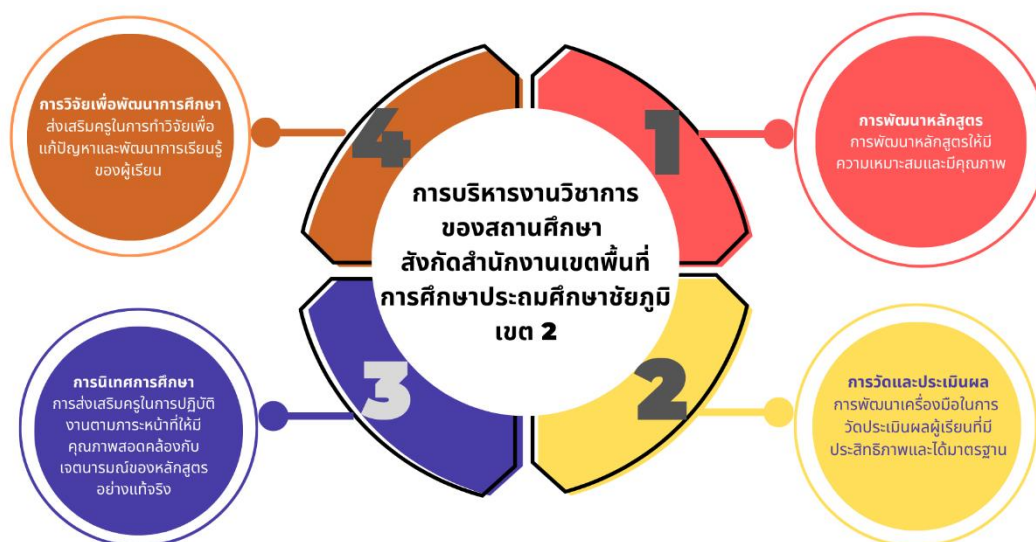 การบริหารงานวิชาการ
ของสถานศึกษา
สังกัดสำนักงานเขตพื้นที่
การศึกษาประถมศึกษาชัยภูมิ
เขต 2
1
การพัฒนาหลักสูตร
การพัฒนาหลักสูตรให้มี
ความเหมาะสมและมีคุณภาพ
2
การวัดและประเมินผล
การพัฒนาเครื่องมือในการ
วัดประเมินผลผู้เรียนที่มี
ประสิทธิภาพและได้มาตรฐาน
3
การนิเทศการศึกษา
การส่งเสริมครูในการปฏิบัติ
งานตามภาระหน้าที่ให้มี
คุณภาพสอดคล้องกับ
เจตนารมณ์ของหลักสูตร
อย่างแท้จริง
4
การวิจัยเพื่อพัฒนาการศึกษา
ส่งเสริมครูในการทำวิจัยเพื่อ
แก้ปัญหาและพัฒนาการเรียนรู้
ของผู้เรียน